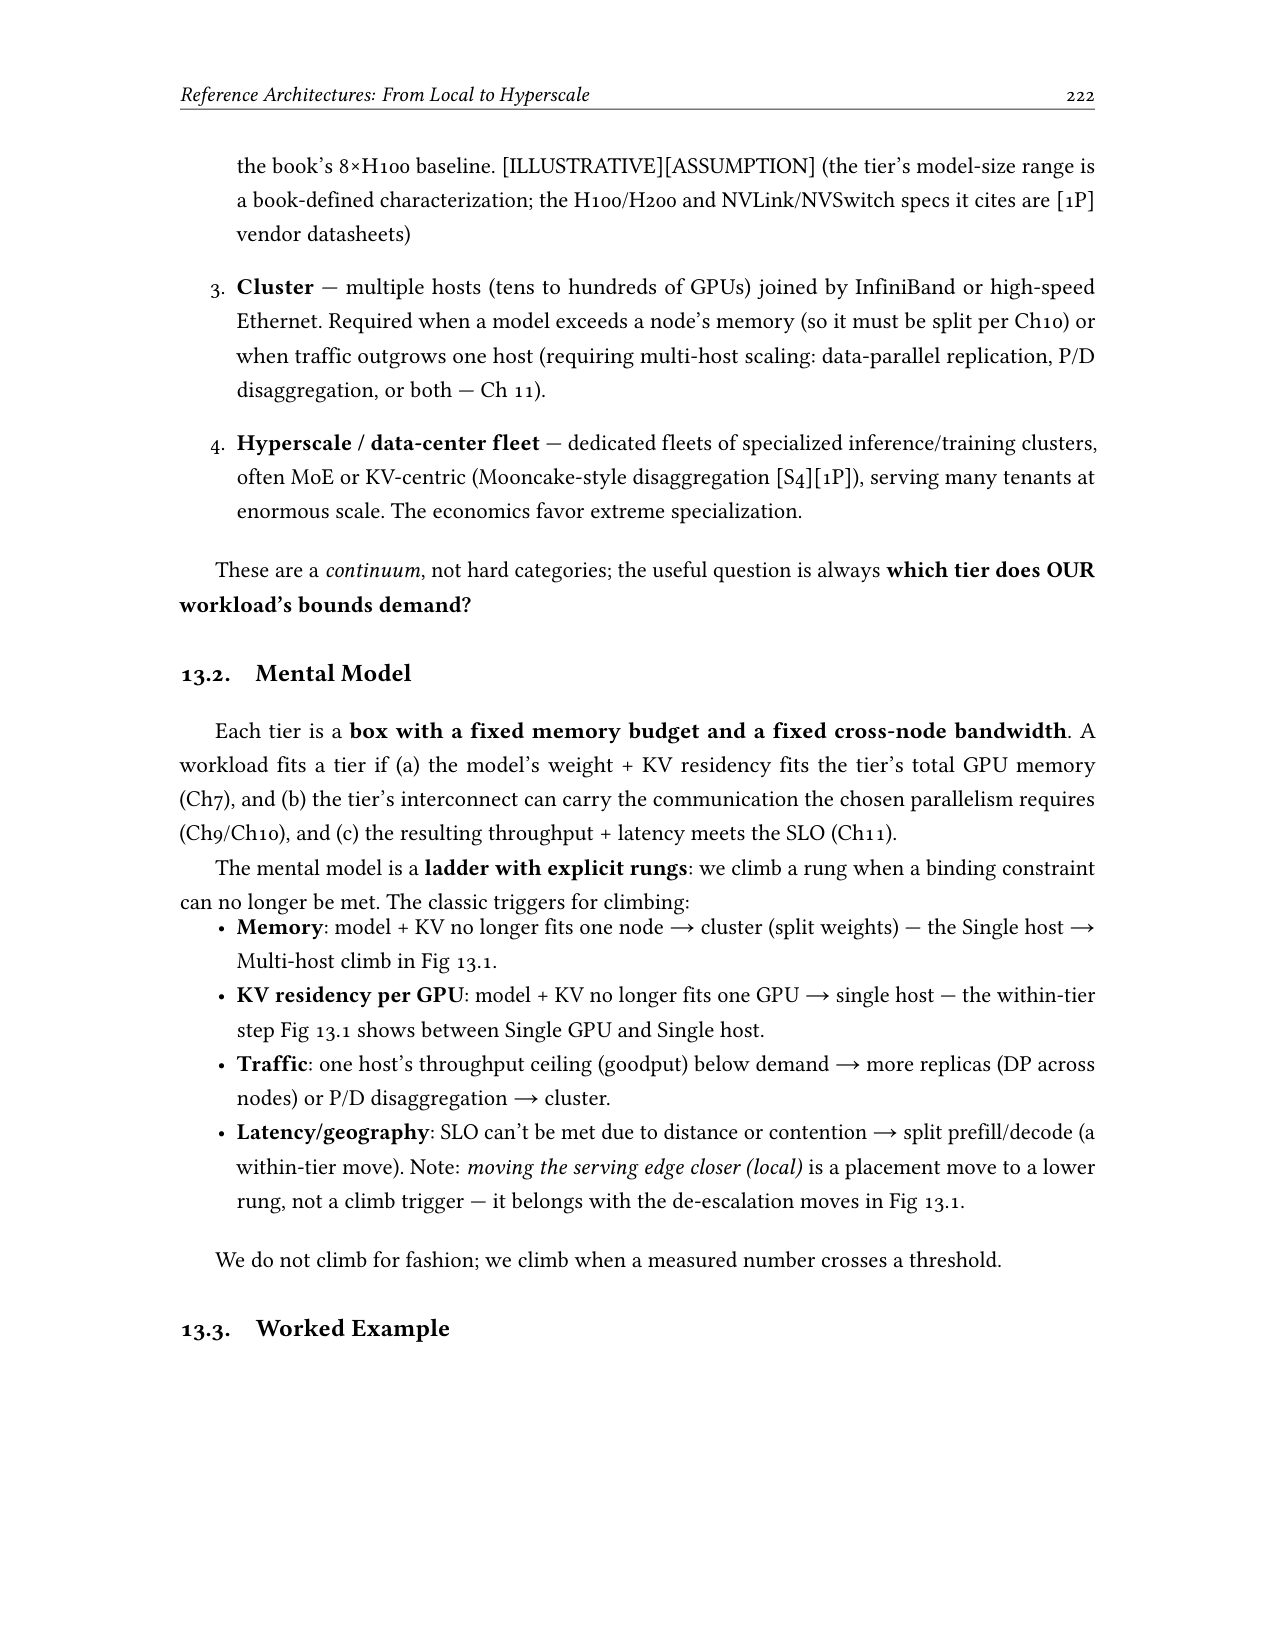 Reference Architectures: From Local to Hyperscale 222
the book's 8×H100 baseline. [ILLUSTRATIVE][ASSUMPTION] (the tier's model-size range is
a book-defined characterization; the H100/H200 and NVLink/NVSwitch specs it cites are [1P]
vendor datasheets)
3. Cluster — multiple hosts (tens to hundreds of GPUs) joined by InfiniBand or high-speed
Ethernet. Required when a model exceeds a node's memory (so it must be split per Ch10) or
when traffic outgrows one host (requiring multi-host scaling: data-parallel replication, P/D
disaggregation, or both — Ch 11).
4. Hyperscale / data-center fleet — dedicated fleets of specialized inference/training clusters,
often MoE or KV-centric (Mooncake-style disaggregation [S4][1P]), serving many tenants at
enormous scale. The economics favor extreme specialization.
These are a continuum, not hard categories; the useful question is always which tier does OUR
workload's bounds demand?
13.2. Mental Model
Each tier is a box with a fixed memory budget and a fixed cross-node bandwidth. A
workload fits a tier if (a) the model's weight + KV residency fits the tier's total GPU memory
(Ch7), and (b) the tier's interconnect can carry the communication the chosen parallelism requires
(Ch9/Ch10), and (c) the resulting throughput + latency meets the SLO (Ch11).
The mental model is a ladder with explicit rungs: we climb a rung when a binding constraint
can no longer be met. The classic triggers for climbing:
• Memory: model + KV no longer fits one node → cluster (split weights) — the Single host →
Multi-host climb in Fig 13.1.
• KV residency per GPU: model + KV no longer fits one GPU → single host — the within-tier
step Fig 13.1 shows between Single GPU and Single host.
• Traffic: one host's throughput ceiling (goodput) below demand → more replicas (DP across
nodes) or P/D disaggregation → cluster.
• Latency/geography: SLO can't be met due to distance or contention → split prefill/decode (a
within-tier move). Note: moving the serving edge closer (local) is a placement move to a lower
rung, not a climb trigger — it belongs with the de-escalation moves in Fig 13.1.
We do not climb for fashion; we climb when a measured number crosses a threshold.
13.3. Worked Example